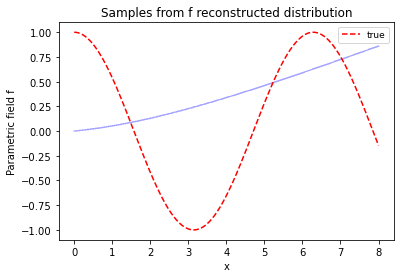 Samples from f reconstructed distribution
true
Parametric field f
1.00
0.75
0.50
0.25
0.00
−0.25
−0.50
−0.75
−1.00
0 1 2 3 4 5 6 7 8
x